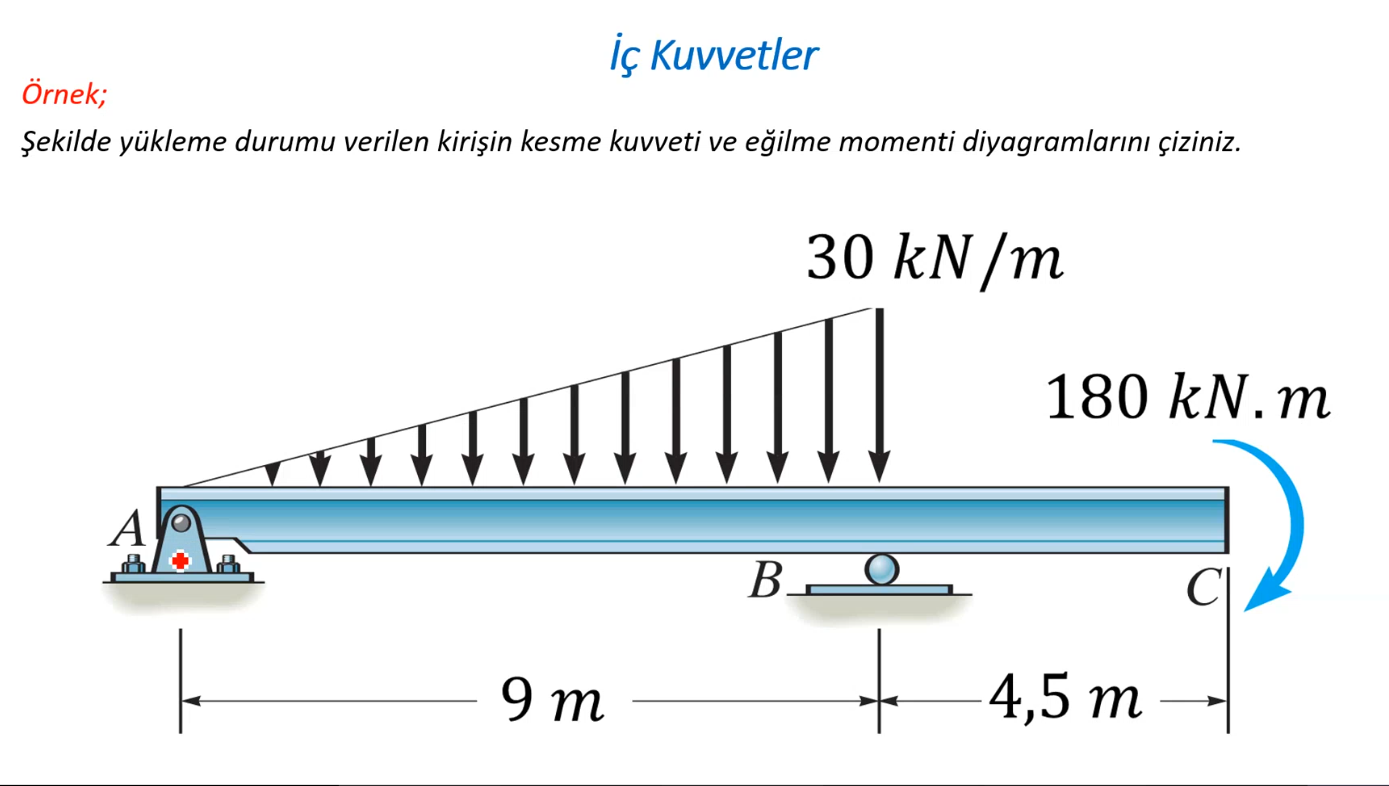 İç Kuvvetler
Örnek;
Şekilde yükleme durumu verilen kirişin kesme kuvveti ve eğilme momenti diyagramlarını çiziniz.
30 kN/m
180 kN.m
A
B
C
9 m
4,5 m